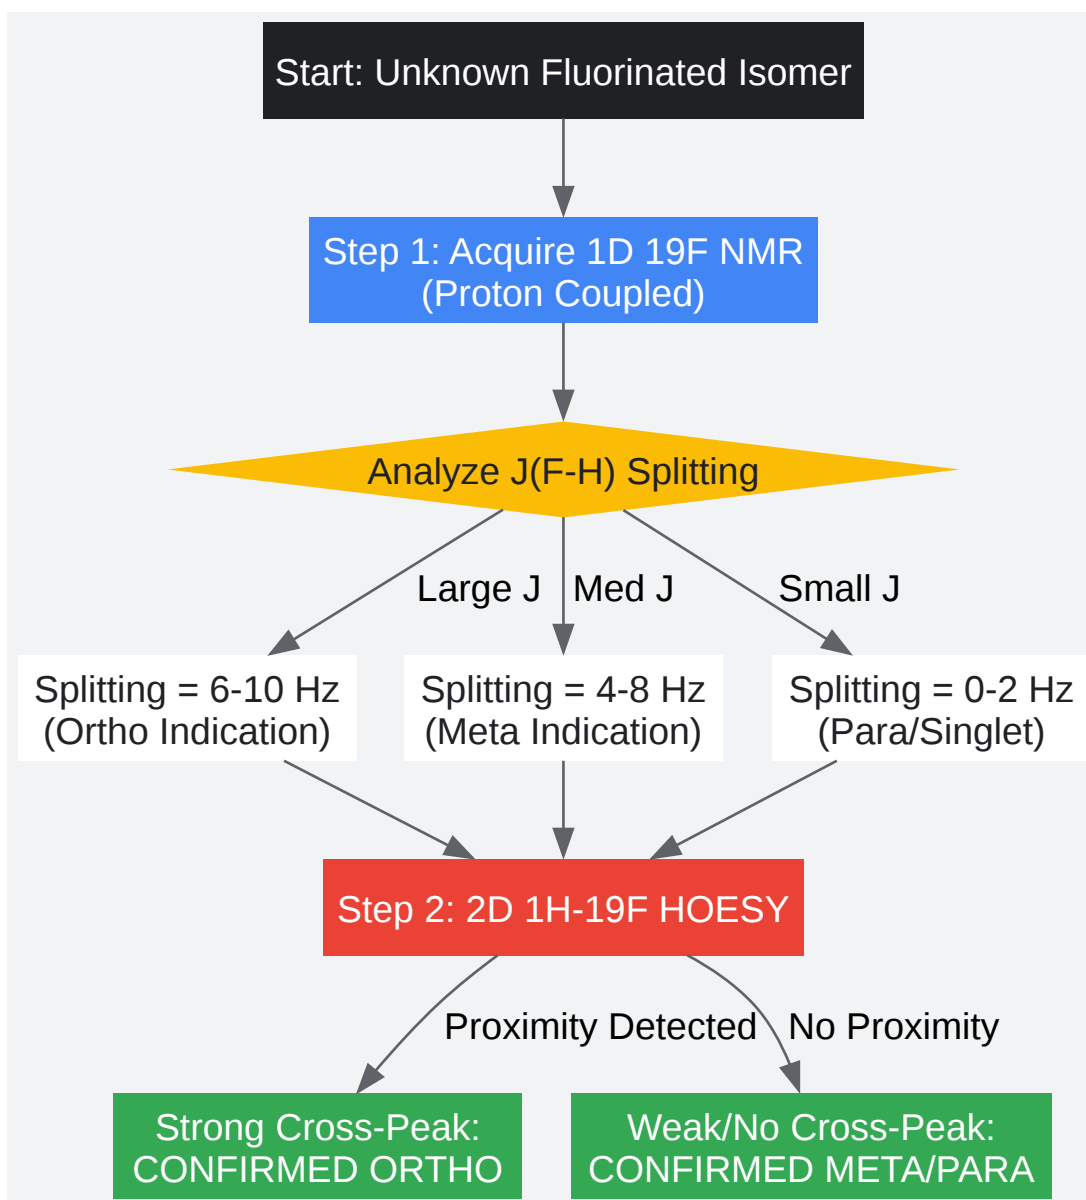 Start: Unknown Fluorinated Isomer
Step 1: Acquire 1D 19F NMR
(Proton Coupled)
Analyze J(F-H) Splitting
Large J
Med J
Small J
Splitting = 6-10 Hz
(Ortho Indication)
Splitting = 4-8 Hz
(Meta Indication)
Splitting = 0-2 Hz
(Para/Singlet)
Step 2: 2D 1H-19F HOESY
Proximity Detected
No Proximity
Strong Cross-Peak:
CONFIRMED ORTHO
Weak/No Cross-Peak:
CONFIRMED META/PARA